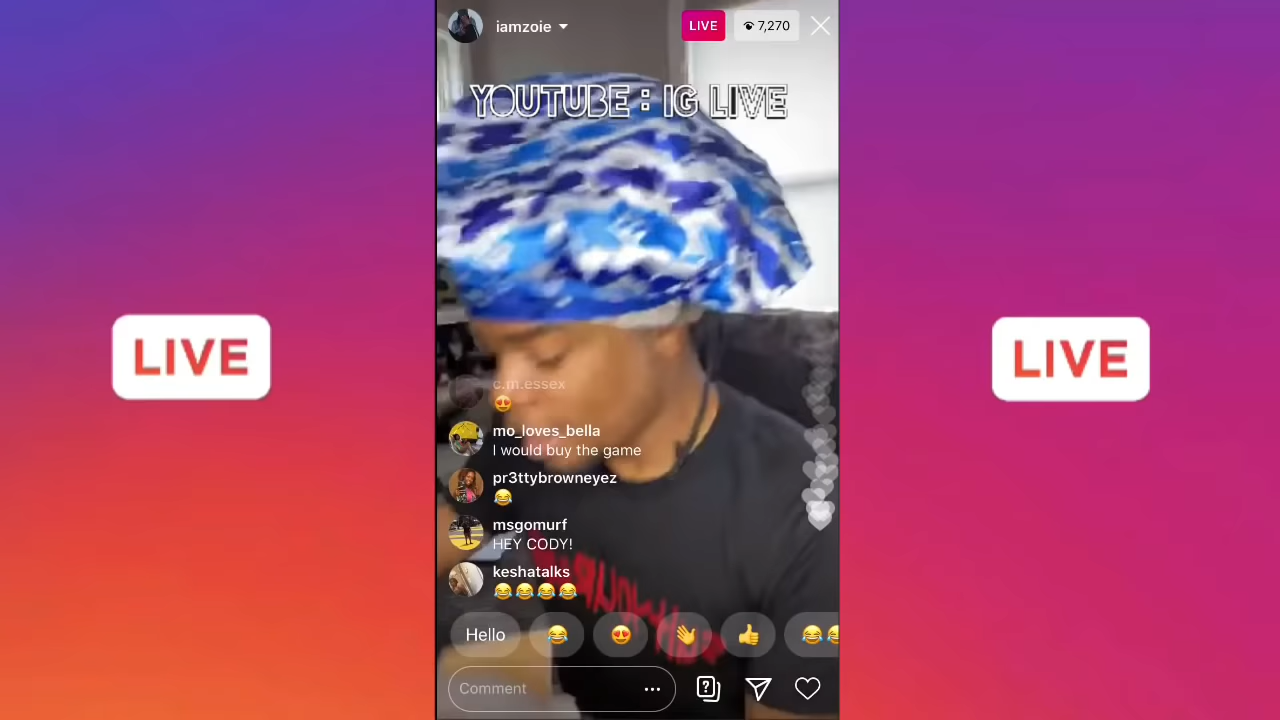 iamzoie
LIVE
7,270
YOUTUBE : IG LIVE
LIVE
LIVE
c.m.essex
😍
mo_loves_bella
I would buy the game
pr3ttybrowneyez
😂
msgomurf
HEY CODY!
keshatalks
😂😂😂😂
Hello 😂 😍 👋 👍 😂😂
Comment